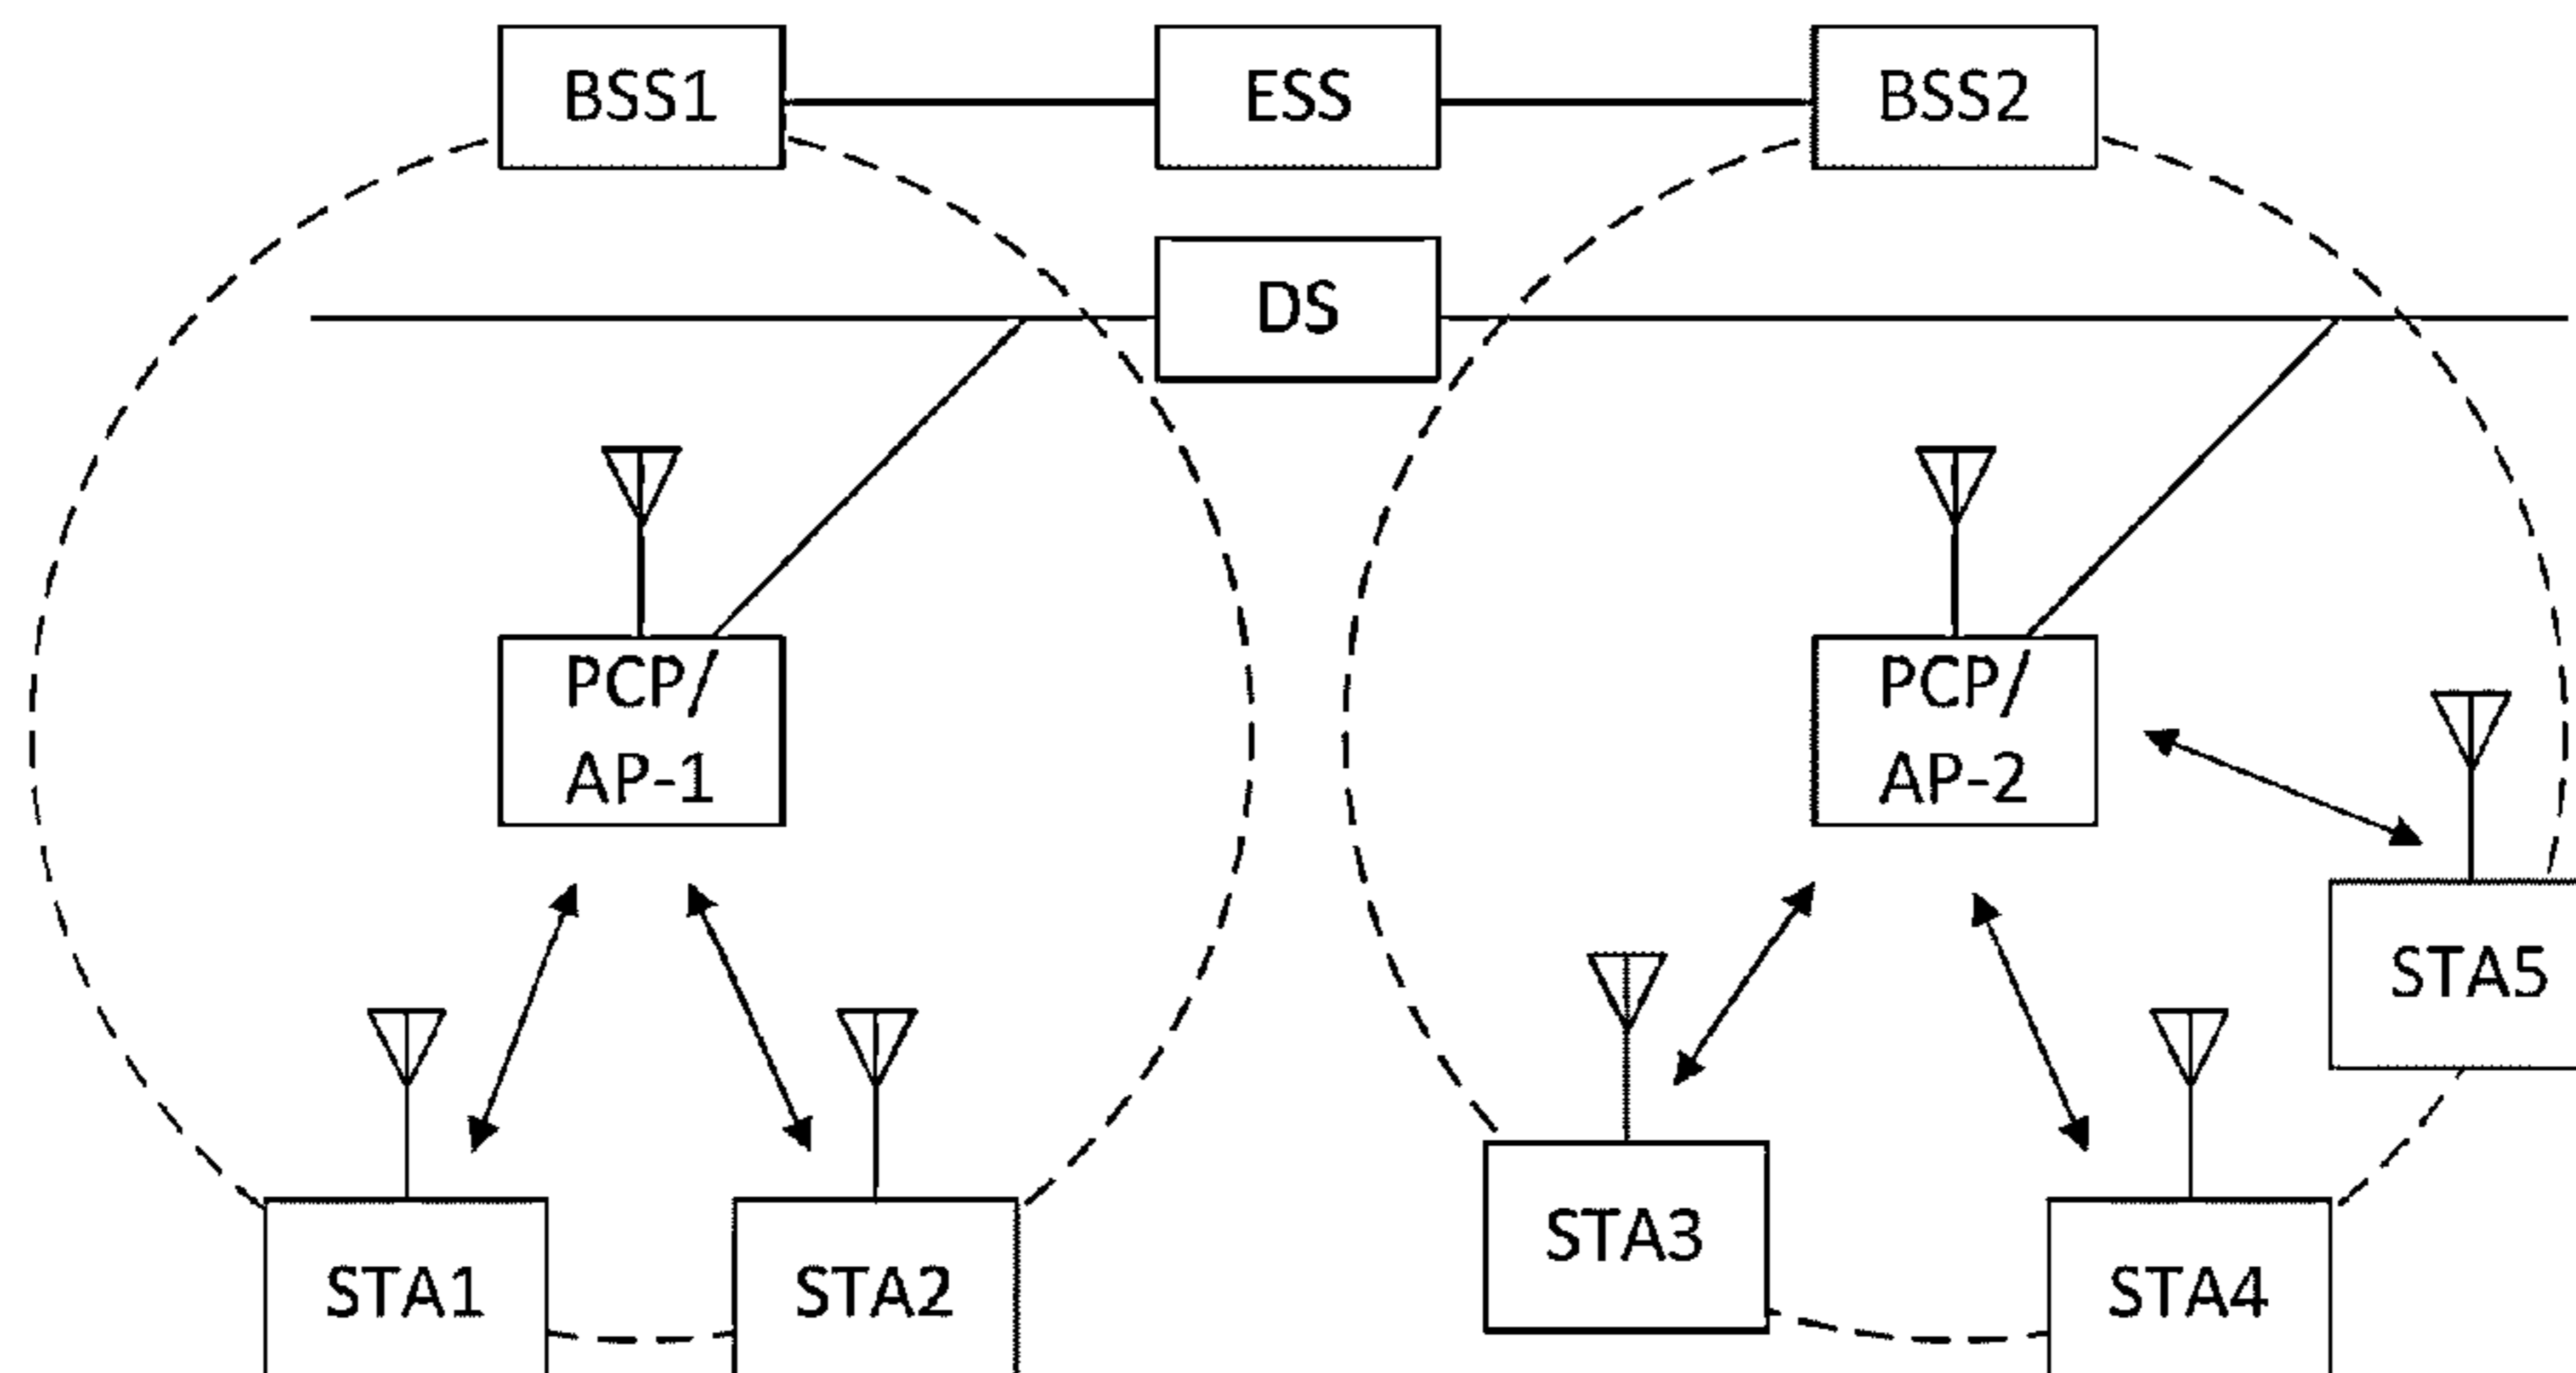 BSS1
ESS
BSS2
DS
PCP/
AP-1
PCP/
AP-2
STA5
STA3
STA1
STA2
STA4